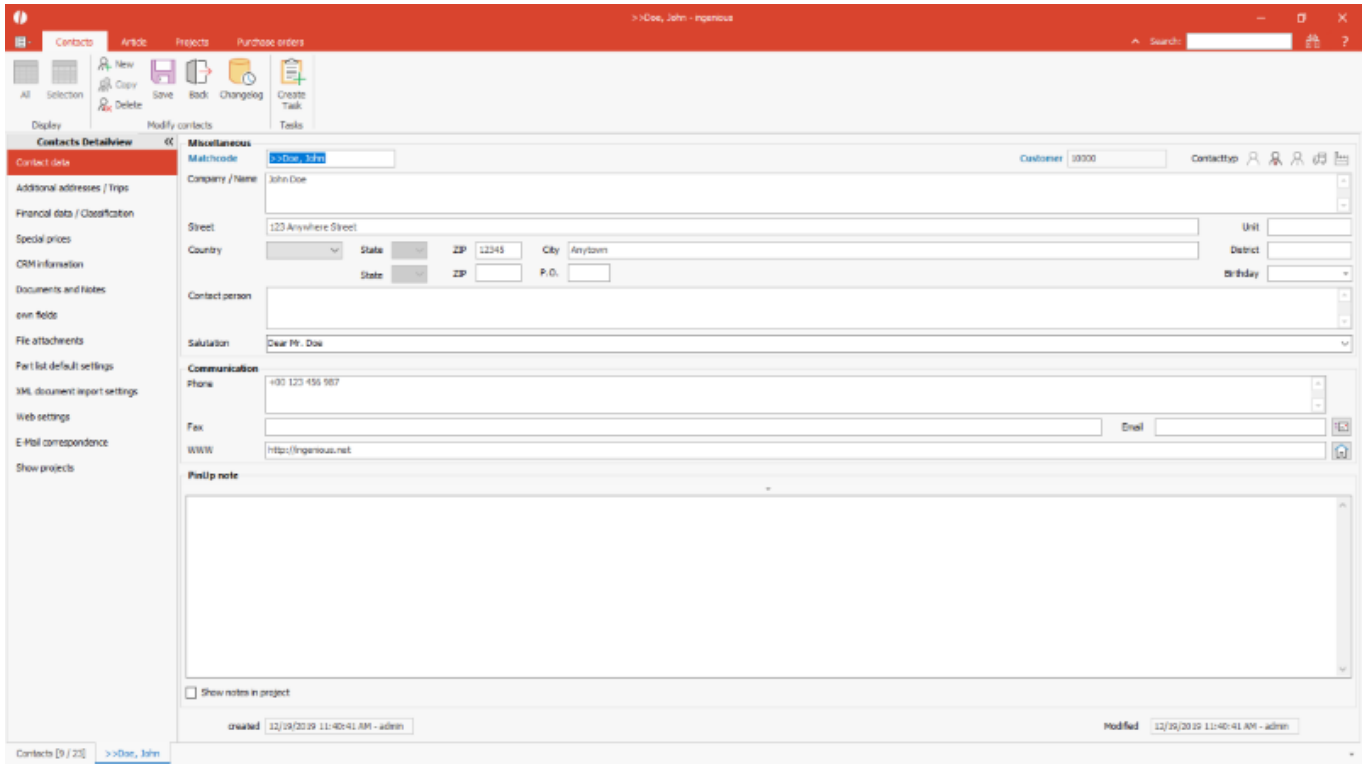 >>Doe, John - ingenious
Contacts Article Projects Purchase orders Search: ?
All Selection New Copy Delete Save Back Changelog Create Task
Display Modify contacts Tasks
Contacts Detailview
Contact data
Additional addresses / Trips
Financial data / Classification
Special prices
CRM information
Documents and Notes
own fields
File attachments
Part list default settings
XML document import settings
Web settings
E-Mail correspondence
Show projects
Miscellaneous
Matchcode >>Doe, John Customer 10000 Contacttyp
Company / Name John Doe
Street 123 Anywhere Street Unit
Country State ZIP 12345 City Anytown District
State ZIP P.O. Birthday
Contact person
Salutation Dear Mr. Doe
Communication
Phone +00 123 456 987
Fax Email
WWW http://ingenious.net
PinUp note
Show notes in project
created 12/19/2019 11:40:41 AM - admin Modified 12/19/2019 11:40:41 AM - admin
Contacts [9 / 23] >>Doe, John